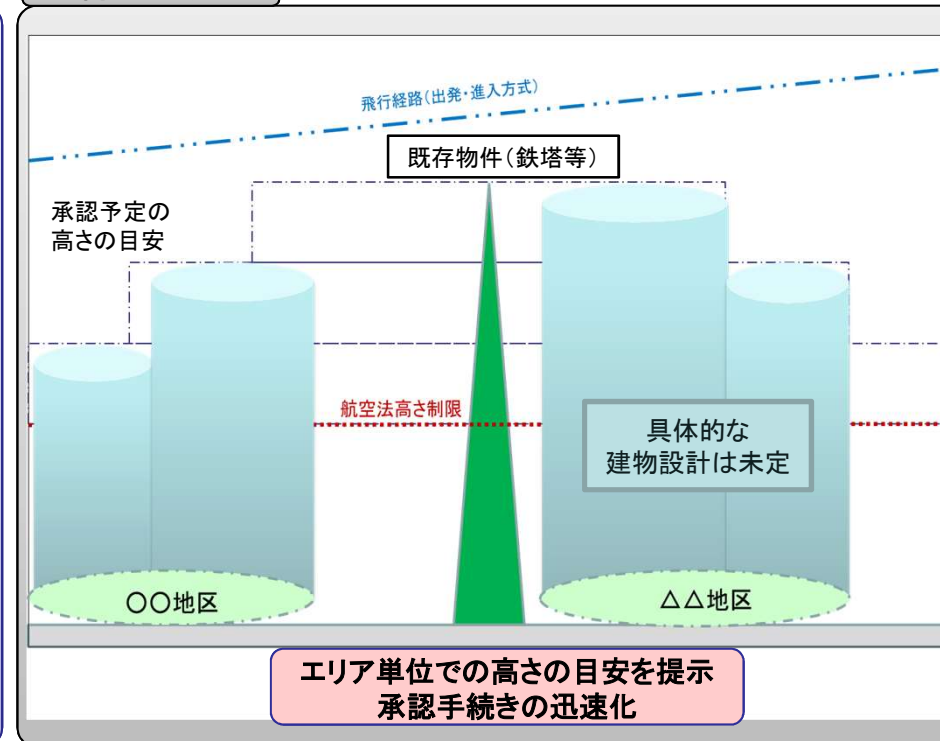 飛行経路(出発・進入方式)
既存物件(鉄塔等)
承認予定の
高さの目安
航空法高さ制限
具体的な
建物設計は未定
〇〇地区
△△地区
エリア単位での高さの目安を提示
承認手続きの迅速化